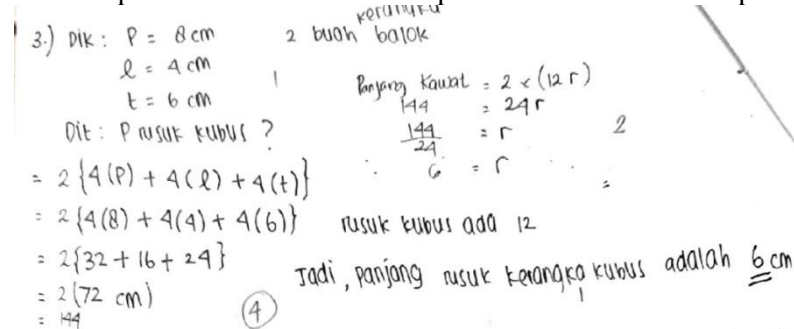 3.) Dik : P = 8 cm
l = 4 cm
t = 6 cm
2 buah kerangka balok
1
Dit : P rusuk kubus ?
= 2 {4(P) + 4(l) + 4(t)}
= 2 {4(8) + 4(4) + 4(6)}
= 2{32 + 16 + 24}
= 2(72 cm)
= 144
4
Panjang kawat = 2 × (12 r)
144 = 24 r
144/24 = r
6 = r
2
=
rusuk kubus ada 12
Jadi, panjang rusuk kerangka kubus adalah 6 cm
1